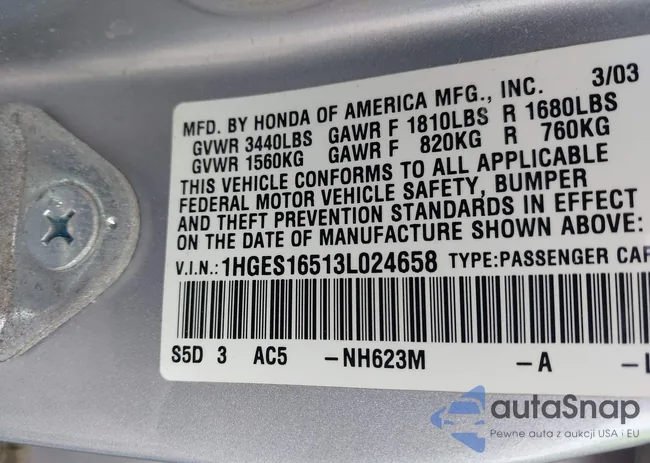 MFD. BY HONDA OF AMERICA MFG., INC. 3/03
GVWR 3440LBS GAWR F 1810LBS R 1680LBS
GVWR 1560KG GAWR F 820KG R 760KG
THIS VEHICLE CONFORMS TO ALL APPLICABLE
FEDERAL MOTOR VEHICLE SAFETY, BUMPER
AND THEFT PREVENTION STANDARDS IN EFFECT
ON THE DATE OF MANUFACTURE SHOWN ABOVE:
V.I.N.: 1HGES16513L024658 TYPE:PASSENGER CAR
S5D 3 AC5 -NH623M -A -L
autaSnap
Pewne auta z aukcji USA i EU